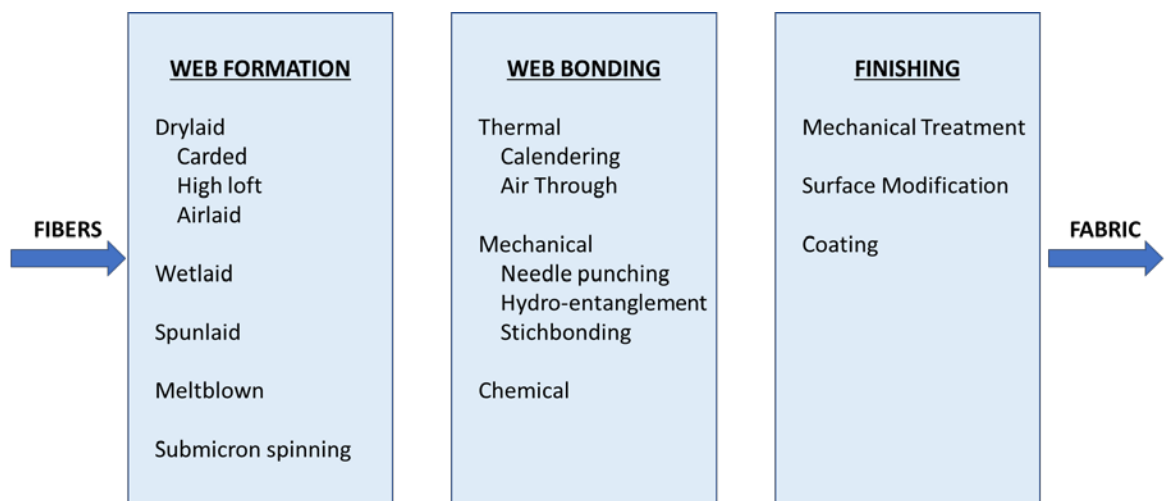 FIBERS
WEB FORMATION
Drylaid
Carded
High loft
Airlaid
Wetlaid
Spunlaid
Meltblown
Submicron spinning
WEB BONDING
Thermal
Calendering
Air Through
Mechanical
Needle punching
Hydro-entanglement
Stichbonding
Chemical
FINISHING
Mechanical Treatment
Surface Modification
Coating
FABRIC